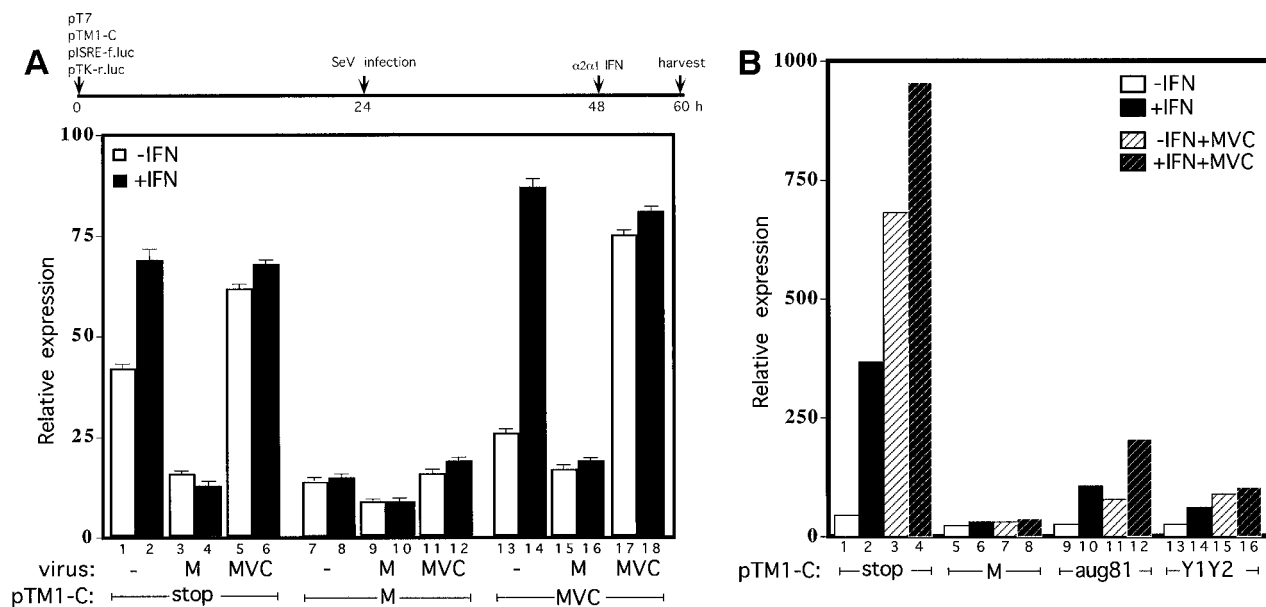 A
pT7
pTM1-C
pISRE-f.luc
pTK-r.luc
SeV infection
α2α1 IFN
harvest
0
24
48
60 h
100
75
50
25
0
Relative expression
-IFN
+IFN
1 2 3 4 5 6 7 8 9 10 11 12 13 14 15 16 17 18
virus: - M MVC - M MVC - M MVC
pTM1-C: stop M MVC
B
1000
750
500
250
0
Relative expression
-IFN
+IFN
-IFN+MVC
+IFN+MVC
1 2 3 4 5 6 7 8 9 10 11 12 13 14 15 16
pTM1-C: stop M aug81 Y1Y2